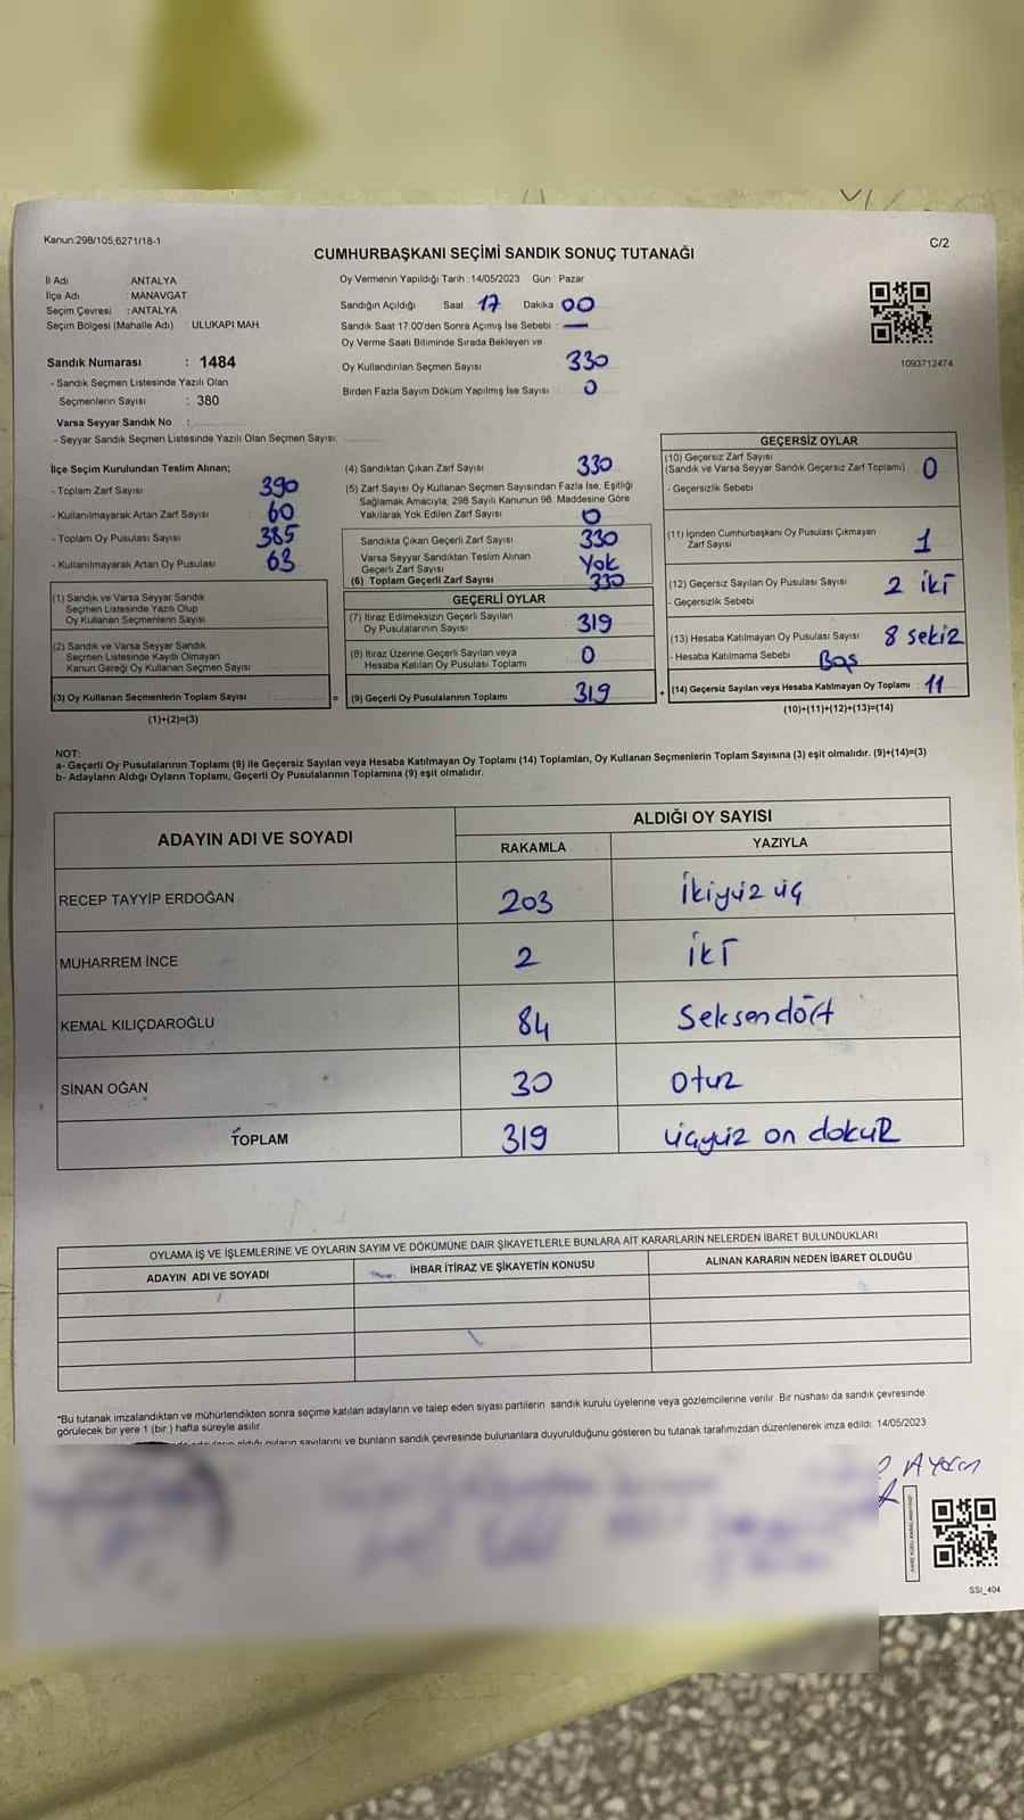 Kanun:298/105,6271/18-1
C/2
CUMHURBAŞKANI SEÇİMİ SANDIK SONUÇ TUTANAĞI
İl Adı ANTALYA
İlçe Adı : MANAVGAT
Seçim Çevresi : ANTALYA
Seçim Bölgesi (Mahalle Adı) : ULUKAPI MAH.
Sandık Numarası : 1484
- Sandık Seçmen Listesinde Yazılı Olan
Seçmenlerin Sayısı : 380
Varsa Seyyar Sandık No :
- Seyyar Sandık Seçmen Listesinde Yazılı Olan Seçmen Sayısı:
Oy Vermenin Yapıldığı Tarih : 14/05/2023 Gün : Pazar
Sandığın Açıldığı Saat 17 Dakika 00
Sandık Saat 17.00'den Sonra Açımış İse Sebebi : —
Oy Verme Saati Bitiminde Sırada Bekleyen ve
Oy Kullandırılan Seçmen Sayısı 330
Birden Fazla Sayım Döküm Yapılmış İse Sayısı 0
1093712474
İlçe Seçim Kurulundan Teslim Alınan;
- Toplam Zarf Sayısı 390
- Kullanılmayarak Artan Zarf Sayısı 60
- Toplam Oy Pusulası Sayısı 385
- Kullanılmayarak Artan Oy Pusulası 63
(1) Sandık ve Varsa Seyyar Sandık
Seçmen Listesinde Yazılı Olup
Oy Kullanan Seçmenlerin Sayısı
(2) Sandık ve Varsa Seyyar Sandık
Seçmen Listesinde Kayıtlı Olmayan
Kanun Gereği Oy Kullanan Seçmen Sayısı
(3) Oy Kullanan Seçmenlerin Toplam Sayısı
(1)+(2)=(3)
=
(4) Sandıktan Çıkan Zarf Sayısı 330
(5) Zarf Sayısı Oy Kullanan Seçmen Sayısından Fazla İse, Eşitliği
Sağlamak Amacıyla, 298 Sayılı Kanunun 98. Maddesine Göre
Yakılarak Yok Edilen Zarf Sayısı 0
Sandıkta Çıkan Geçerli Zarf Sayısı 330
Varsa Seyyar Sandıktan Teslim Alınan
Geçerli Zarf Sayısı Yok
(6) Toplam Geçerli Zarf Sayısı 330
GEÇERLİ OYLAR
(7) İtiraz Edilmeksizin Geçerli Sayılan
Oy Pusulalarının Sayısı 319
(8) İtiraz Üzerine Geçerli Sayılan veya
Hesaba Katılan Oy Pusulası Toplamı 0
(9) Geçerli Oy Pusulalarının Toplamı 319
+
GEÇERSİZ OYLAR
(10) Geçersiz Zarf Sayısı
(Sandık ve Varsa Seyyar Sandık Geçersiz Zarf Toplamı) 0
- Geçersizlik Sebebi
(11) İçinden Cumhurbaşkanı Oy Pusulası Çıkmayan
Zarf Sayısı 1
(12) Geçersiz Sayılan Oy Pusulası Sayısı 2 iki
- Geçersizlik Sebebi
(13) Hesaba Katılmayan Oy Pusulası Sayısı 8 sekiz
- Hesaba Katılmama Sebebi Boş
(14) Geçersiz Sayılan veya Hesaba Katılmayan Oy Toplamı : 11
(10)+(11)+(12)+(13)=(14)
NOT:
a- Geçerli Oy Pusulalarının Toplamı (9) ile Geçersiz Sayılan veya Hesaba Katılmayan Oy Toplamı (14) Toplamları, Oy Kullanan Seçmenlerin Toplam Sayısına (3) eşit olmalıdır. (9)+(14)=(3)
b- Adayların Aldığı Oyların Toplamı, Geçerli Oy Pusulalarının Toplamına (9) eşit olmalıdır.
ADAYIN ADI VE SOYADI
ALDIĞI OY SAYISI
RAKAMLA YAZIYLA
RECEP TAYYİP ERDOĞAN 203 ikiyüz üç
MUHARREM İNCE 2 iki
KEMAL KILIÇDAROĞLU 84 Seksendört
SİNAN OĞAN 30 otuz
TOPLAM 319 üçyüz on dokuz
OYLAMA İŞ VE İŞLEMLERİNE VE OYLARIN SAYIM VE DÖKÜMÜNE DAİR ŞİKAYETLERLE BUNLARA AİT KARARLARIN NELERDEN İBARET BULUNDUKLARI
ADAYIN ADI VE SOYADI İHBAR İTİRAZ VE ŞİKAYETİN KONUSU ALINAN KARARIN NEDEN İBARET OLDUĞU
*Bu tutanak imzalandıktan ve mühürlendikten sonra seçime katılan adayların ve talep eden siyasi partilerin sandık kurulu üyelerine veya gözlemcilerine verilir. Bir nüshası da sandık çevresinde
görülecek bir yere 1 (bir) hafta süreyle asılır.
aldığı oyların sayılarını ve bunların sandık çevresinde bulunanlara duyurulduğunu gösteren bu tutanak tarafımızdan düzenlenerek imza edildi. 14/05/2023
SSI_404